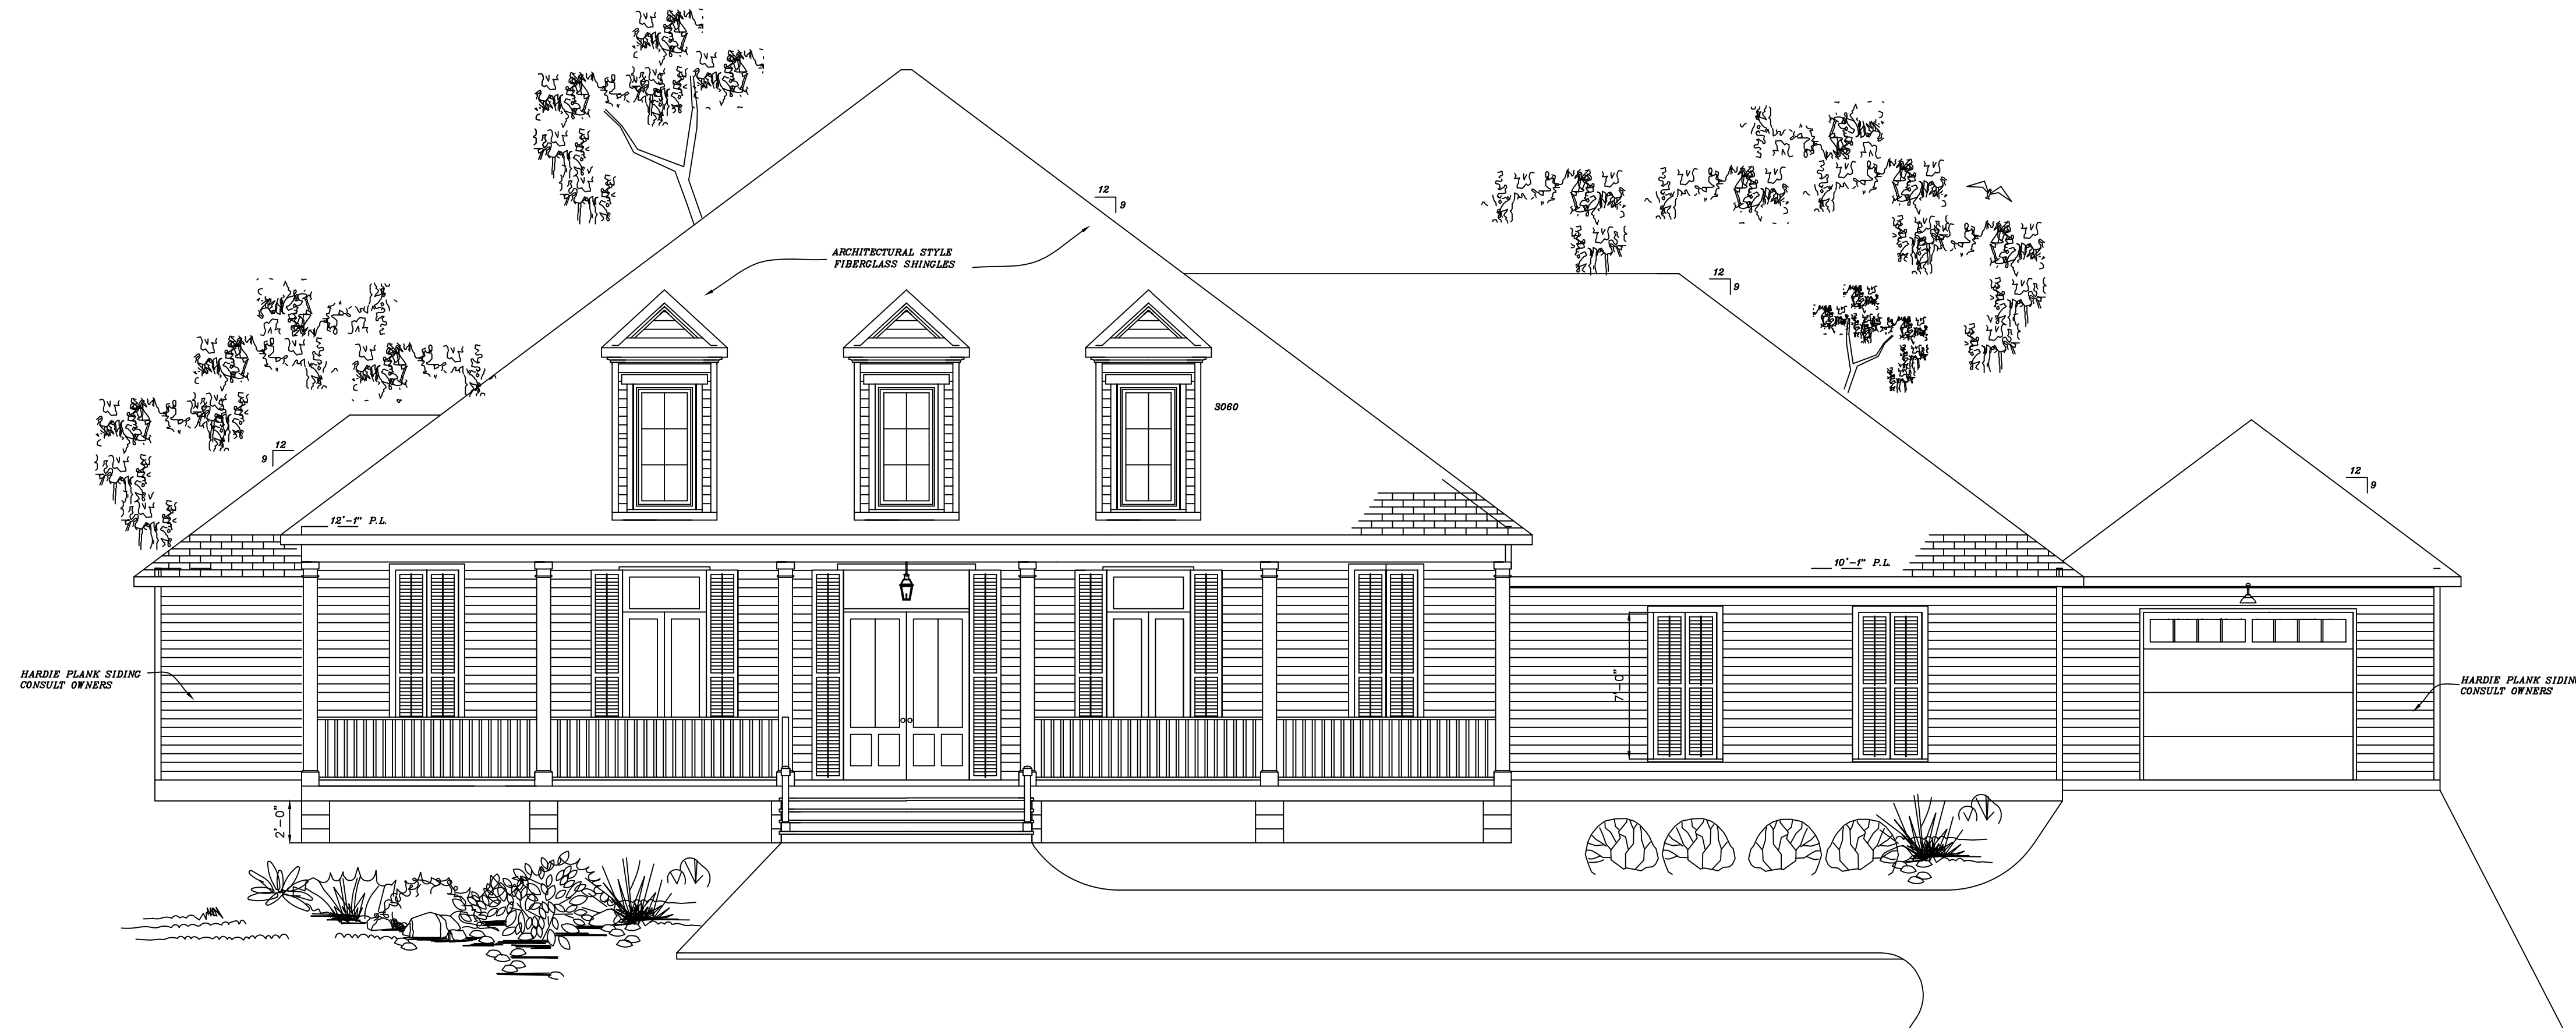 12
9
ARCHITECTURAL STYLE
FIBERGLASS SHINGLES
12
9
3060
12
9
12
9
12'-1" P.L.
10'-1" P.L.
HARDIE PLANK SIDING
CONSULT OWNERS
7'-0"
HARDIE PLANK SIDIN
CONSULT OWNERS
2'-0"